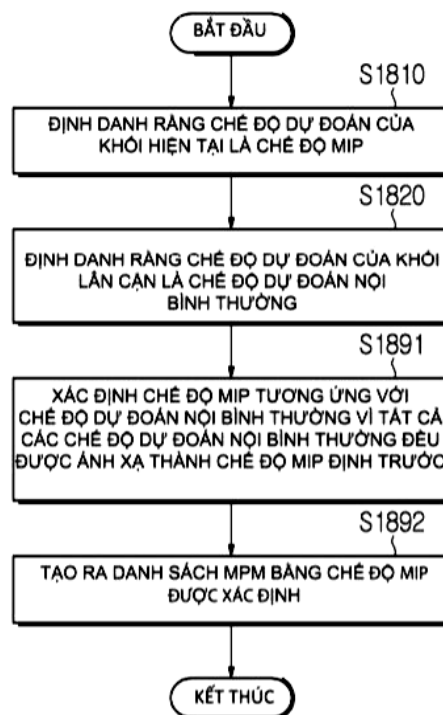 BẮT ĐẦU
S1810
ĐỊNH DANH RẰNG CHẾ ĐỘ DỰ ĐOÁN CỦA
KHỐI HIỆN TẠI LÀ CHẾ ĐỘ MIP
S1820
ĐỊNH DANH RẰNG CHẾ ĐỘ DỰ ĐOÁN CỦA KHỐI
LÂN CẬN LÀ CHẾ ĐỘ DỰ ĐOÁN NỘI
BÌNH THƯỜNG
S1891
XÁC ĐỊNH CHẾ ĐỘ MIP TƯƠNG ỨNG VỚI
CHẾ ĐỘ DỰ ĐOÁN NỘI BÌNH THƯỜNG VÌ TẤT CẢ
CÁC CHẾ ĐỘ DỰ ĐOÁN NỘI BÌNH THƯỜNG ĐỀU
ĐƯỢC ÁNH XẠ THÀNH CHẾ ĐỘ MIP ĐỊNH TRƯỚC
S1892
TẠO RA DANH SÁCH MPM BẰNG CHẾ ĐỘ MIP
ĐƯỢC XÁC ĐỊNH
KẾT THÚC